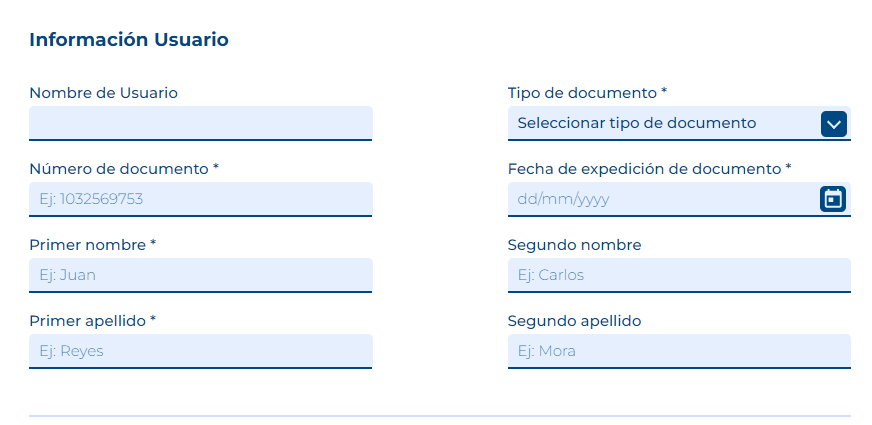 Información Usuario
Nombre de Usuario
Tipo de documento *
Seleccionar tipo de documento
Número de documento *
Ej: 1032569753
Fecha de expedición de documento *
dd/mm/yyyy
Primer nombre *
Ej: Juan
Segundo nombre
Ej: Carlos
Primer apellido *
Ej: Reyes
Segundo apellido
Ej: Mora